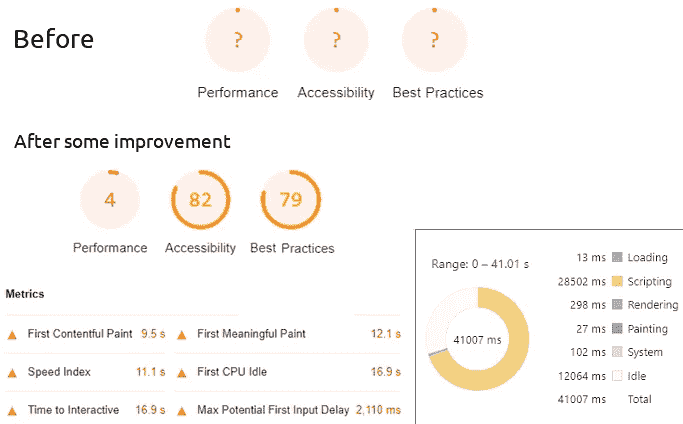 Before
? ? ?
Performance Accessibility Best Practices
After some improvement
4 82 79
Performance Accessibility Best Practices
Metrics
First Contentful Paint 9.5 s First Meaningful Paint 12.1 s
Speed Index 11.1 s First CPU Idle 16.9 s
Time to Interactive 16.9 s Max Potential First Input Delay 2,110 ms
Range: 0 – 41.01 s
41007 ms
13 ms Loading
28502 ms Scripting
298 ms Rendering
27 ms Painting
102 ms System
12064 ms Idle
41007 ms Total